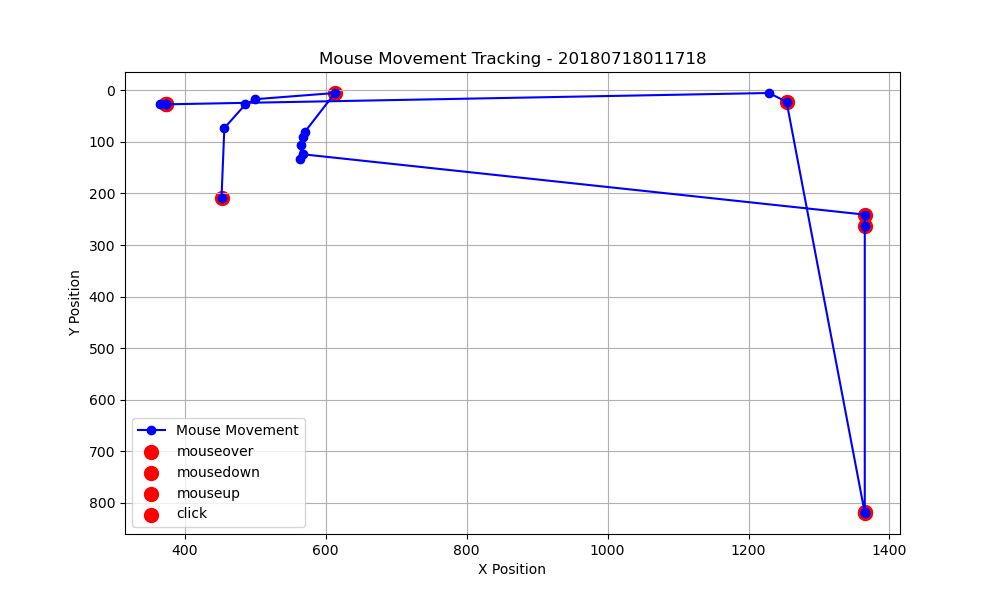 Mouse Movement Tracking - 20180718011718
0
100
200
300
400
500
600
700
800
Y Position
Mouse Movement
mouseover
mousedown
mouseup
click
400
600
800
1000
1200
1400
X Position